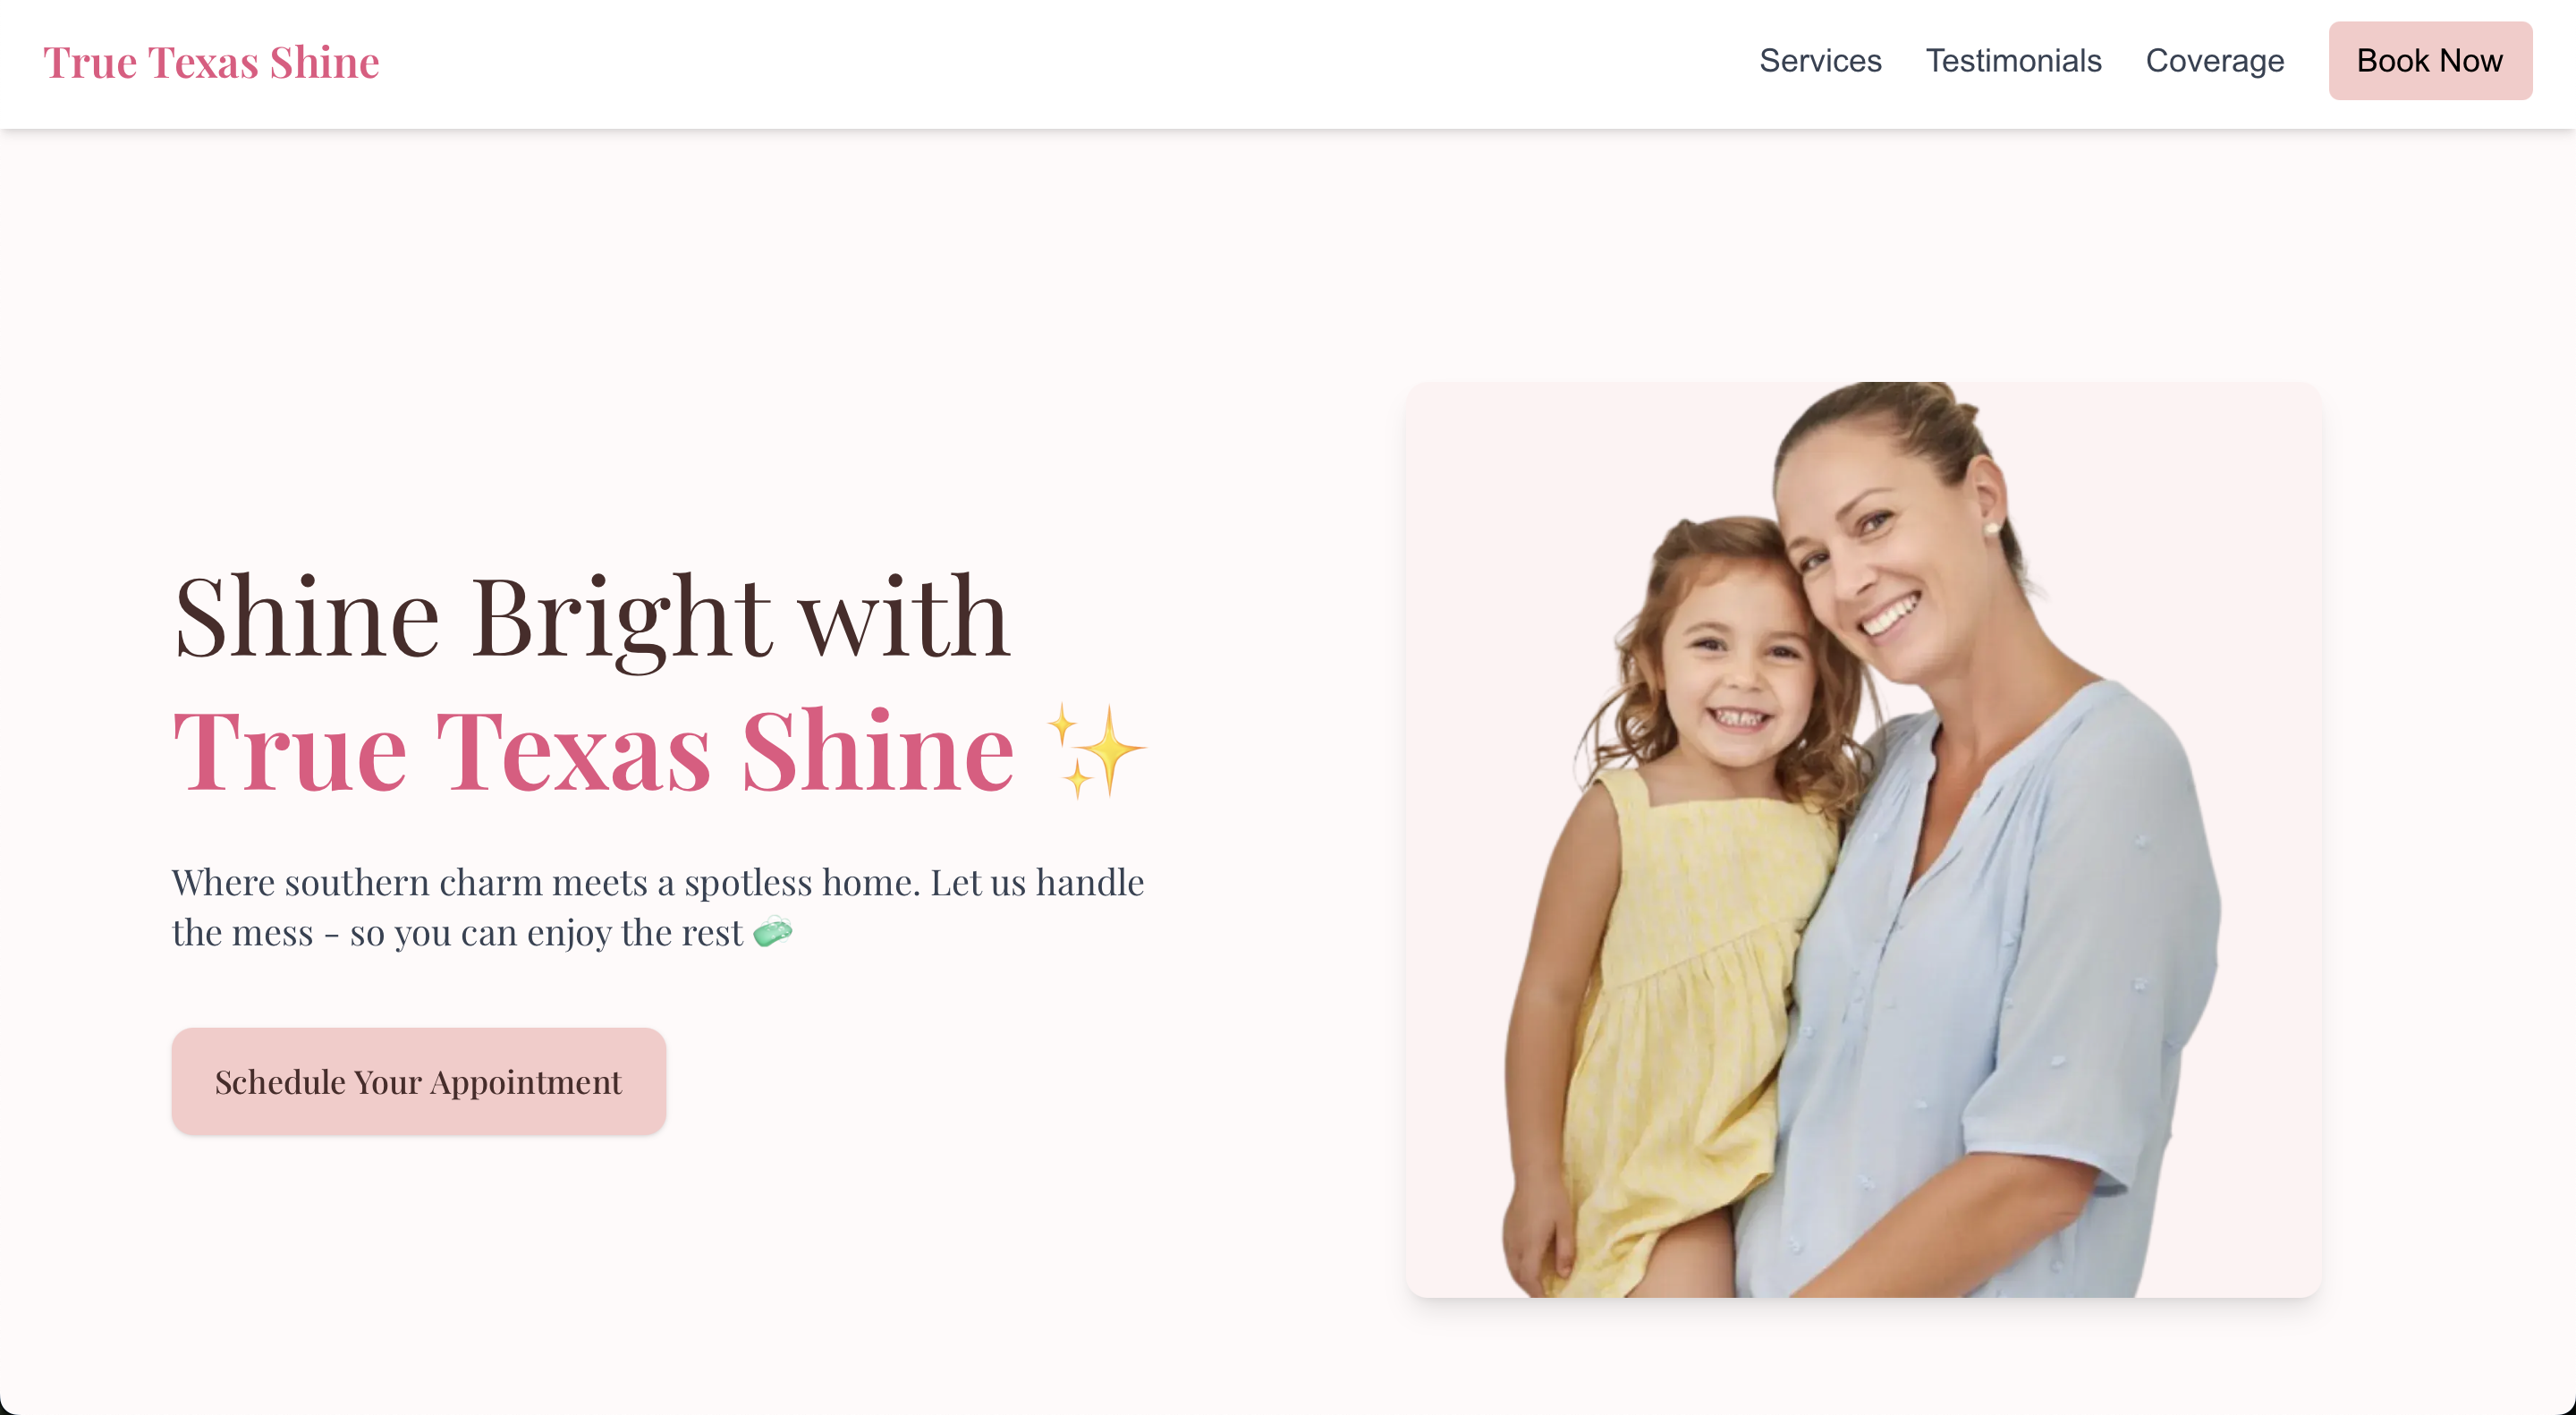 True Texas Shine
Services
Testimonials
Coverage
Book Now
Shine Bright with
True Texas Shine ✨
Where southern charm meets a spotless home. Let us handle
the mess - so you can enjoy the rest 🧼
Schedule Your Appointment